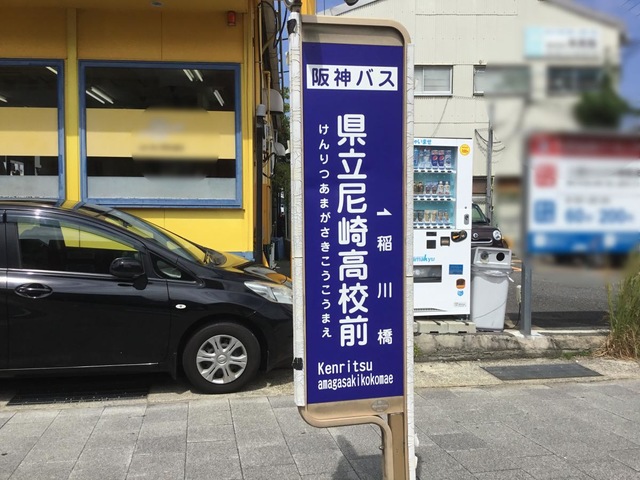 阪神バス
県立尼崎高校前
けんりつあまがさきこうこうまえ
稲川橋
Kenritsu
amagasakikokomae